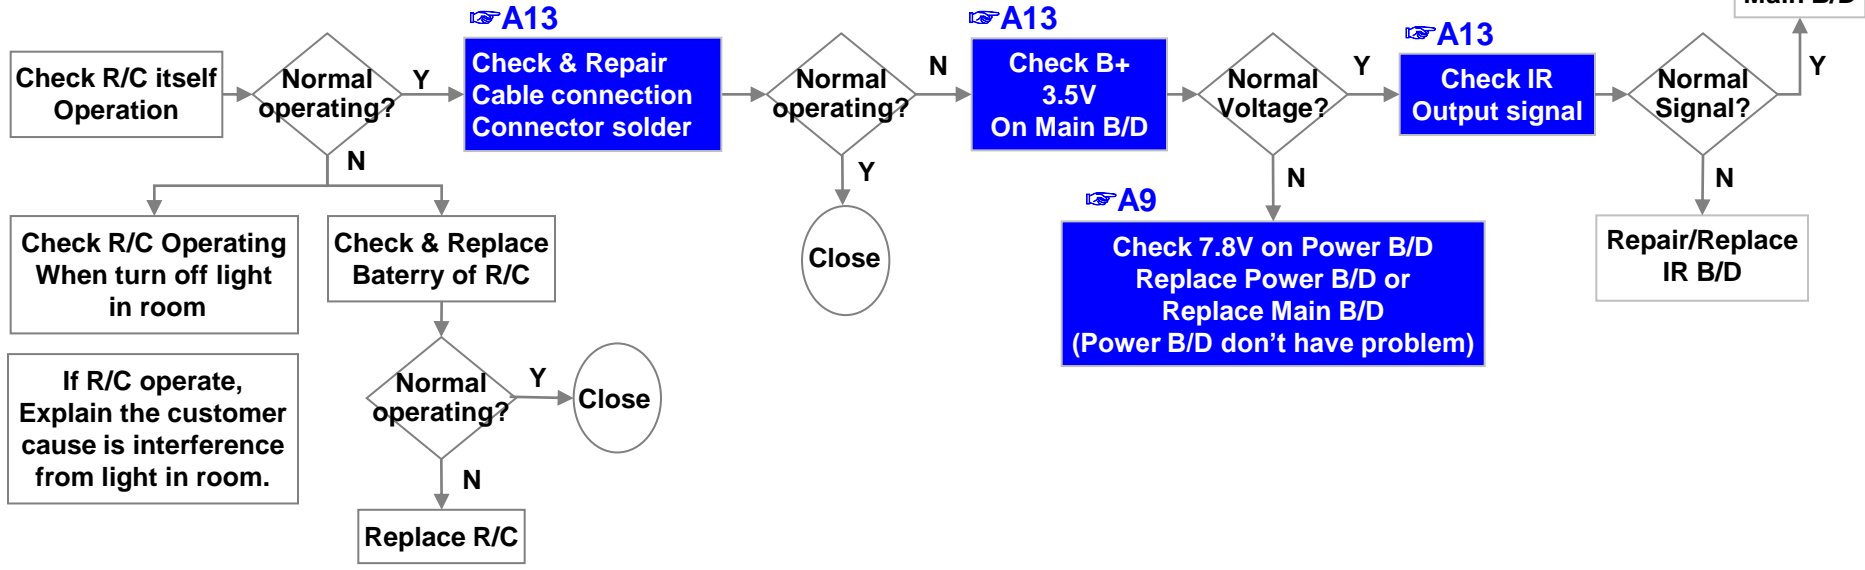 Main B/D
☞A13
☞A13
☞A13
Check R/C itself
Operation
Normal
operating?
Y
Check & Repair
Cable connection
Connector solder
Normal
operating?
N
Check B+
3.5V
On Main B/D
Normal
Voltage?
Y
Check IR
Output signal
Normal
Signal?
Y
N
Y
N
N
☞A9
Check R/C Operating
When turn off light
in room
Check & Replace
Baterry of R/C
Close
Check 7.8V on Power B/D
Replace Power B/D or
Replace Main B/D
(Power B/D don't have problem)
Repair/Replace
IR B/D
If R/C operate,
Explain the customer
cause is interference
from light in room.
Normal
operating?
Y
Close
N
Replace R/C